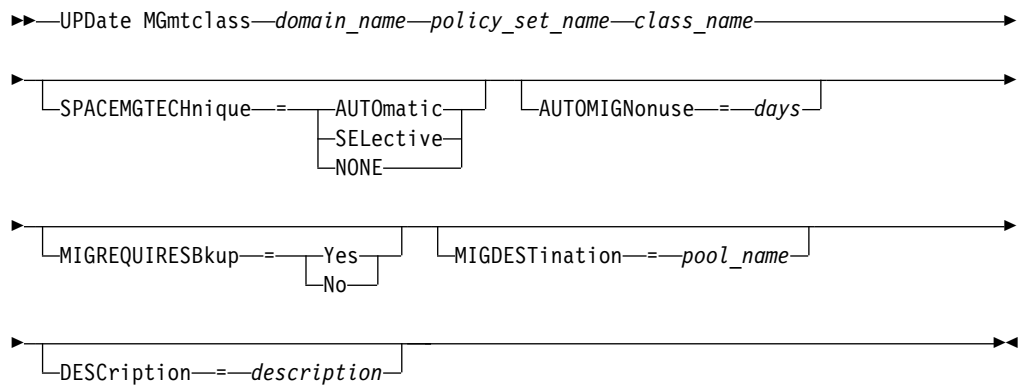 UPDate MGmtclass domain_name policy_set_name class_name
SPACEMGTECHnique = AUTOmatic AUTOMIGNonuse = days
SELective
NONE
MIGREQUIRESBkup = Yes MIGDESTination = pool_name
No
DESCription = description